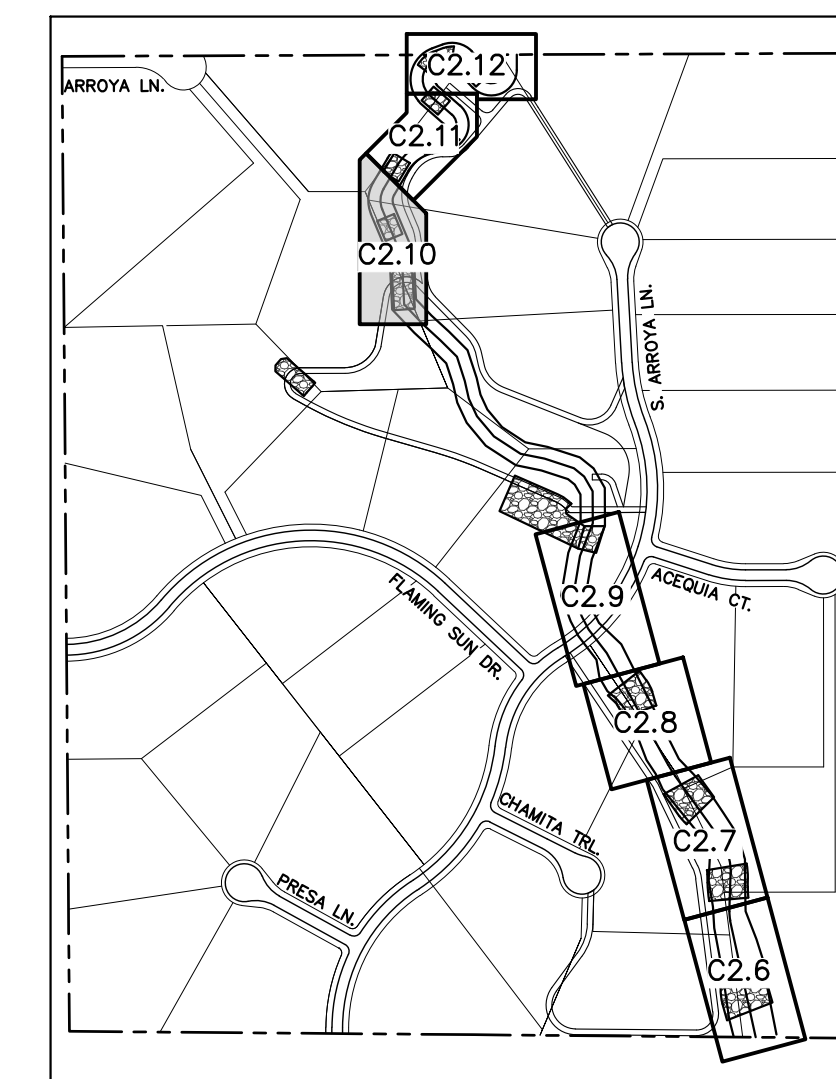 C2.12
ARROYA LN.
C2.11
C2.10
S. ARROYA LN.
ACEQUIA CT.
FLAMING SUN DR.
C2.9
C2.8
CHAMITA TRL.
C2.7
PRESA LN.
C2.6